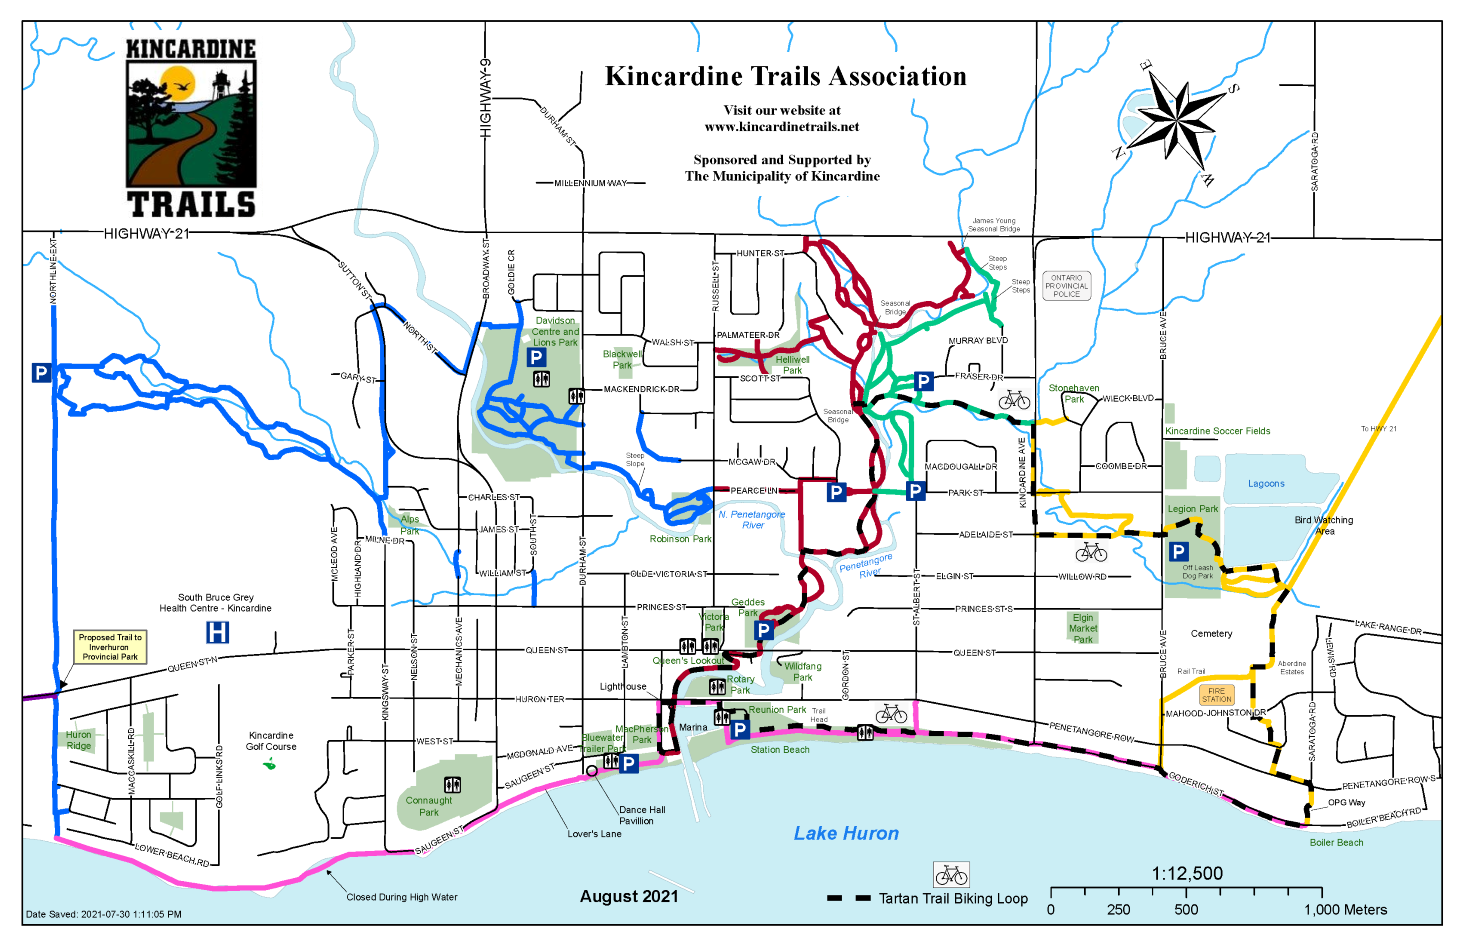 KINCARDINE
TRAILS
Kincardine Trails Association
Visit our website at
www.kincardinetrails.net
Sponsored and Supported by
The Municipality of Kincardine
E
S
N
W
HIGHWAY 9
DURHAM ST
MILLENNIUM WAY
SARATOGA RD
HIGHWAY 21
HIGHWAY 21
James Young
Seasonal Bridge
NORTHLINE EXT
SUTTON ST
BROADWAY ST
GOLDIE CR
RUSSELL ST
HUNTER ST
Steep
Steps
Steep
Steps
ONTARIO
PROVINCIAL
POLICE
Seasonal
Bridge
NORTH ST
Davidson
Centre and
Lions Park
P
WALSH ST
PALMATEER DR
MURRAY BLVD
BRUCE AVE
Blackwell
Park
Helliwell
Park
P
GARY ST
MACKENDRICK DR
SCOTT ST
P
FRASER DR
Stonehaven
Park
WIECK BLVD
Seasonal
Bridge
To HWY 21
Kincardine Soccer Fields
Steep
Slope
MCGAW DR
MACDOUGALL DR
KINCARDINE AVE
COOMBE DR
Lagoons
PEARCE LN
P
P
PARK ST
CHARLES ST
Alps
Park
JAMES ST
SOUTH ST
N. Penetangore
River
Legion Park
Bird Watching
Area
MCLEOD AVE
HIGHLAND DR
MILNE DR
Robinson Park
ADELAIDE ST
P
Off Leash
Dog Park
WILLIAM ST
DURHAM ST
OLDE VICTORIA ST
Penetangore
River
ELGIN ST
WILLOW RD
South Bruce Grey
Health Centre - Kincardine
H
PRINCES ST
Victoria
Park
Geddes
Park
P
ST ALBERT ST
PRINCES ST S
Elgin
Market
Park
Cemetery
LAKE RANGE DR
Proposed Trail to
Inverhuron
Provincial Park
QUEEN ST N
PARKER ST
NELSON ST
MECHANICS AVE
QUEEN ST
LAMBTON ST
Queen's Lookout
Wildfang
Park
GORDON ST
QUEEN ST
BRUCE AVE
Rail Trail
Aberdine
Estates
LEWIS RD
KINGSWAY ST
HURON TER
Lighthouse
Rotary
Park
FIRE
STATION
Reunion Park
Trail
Head
MAHOOD-JOHNSTON DR
SARATOGA RD
Huron
Ridge
MACCASKILL RD
GOLF LINKS RD
Kincardine
Golf Course
WEST ST
MCDONALD AVE
Bluewater
Trailer Park
MacPherson
Park
Marina
P
Station Beach
PENETANGORE ROW
P
SAUGEEN ST
GODERICH ST
PENETANGORE ROW S
Connaught
Park
Dance Hall
Pavilion
Lover's Lane
OPG Way
BOILER BEACH RD
Lake Huron
Boiler Beach
SAUGEEN ST
LOWER BEACH RD
Closed During High Water
August 2021
Tartan Trail Biking Loop
1:12,500
0 250 500 1,000 Meters
Date Saved: 2021-07-30 1:11:05 PM